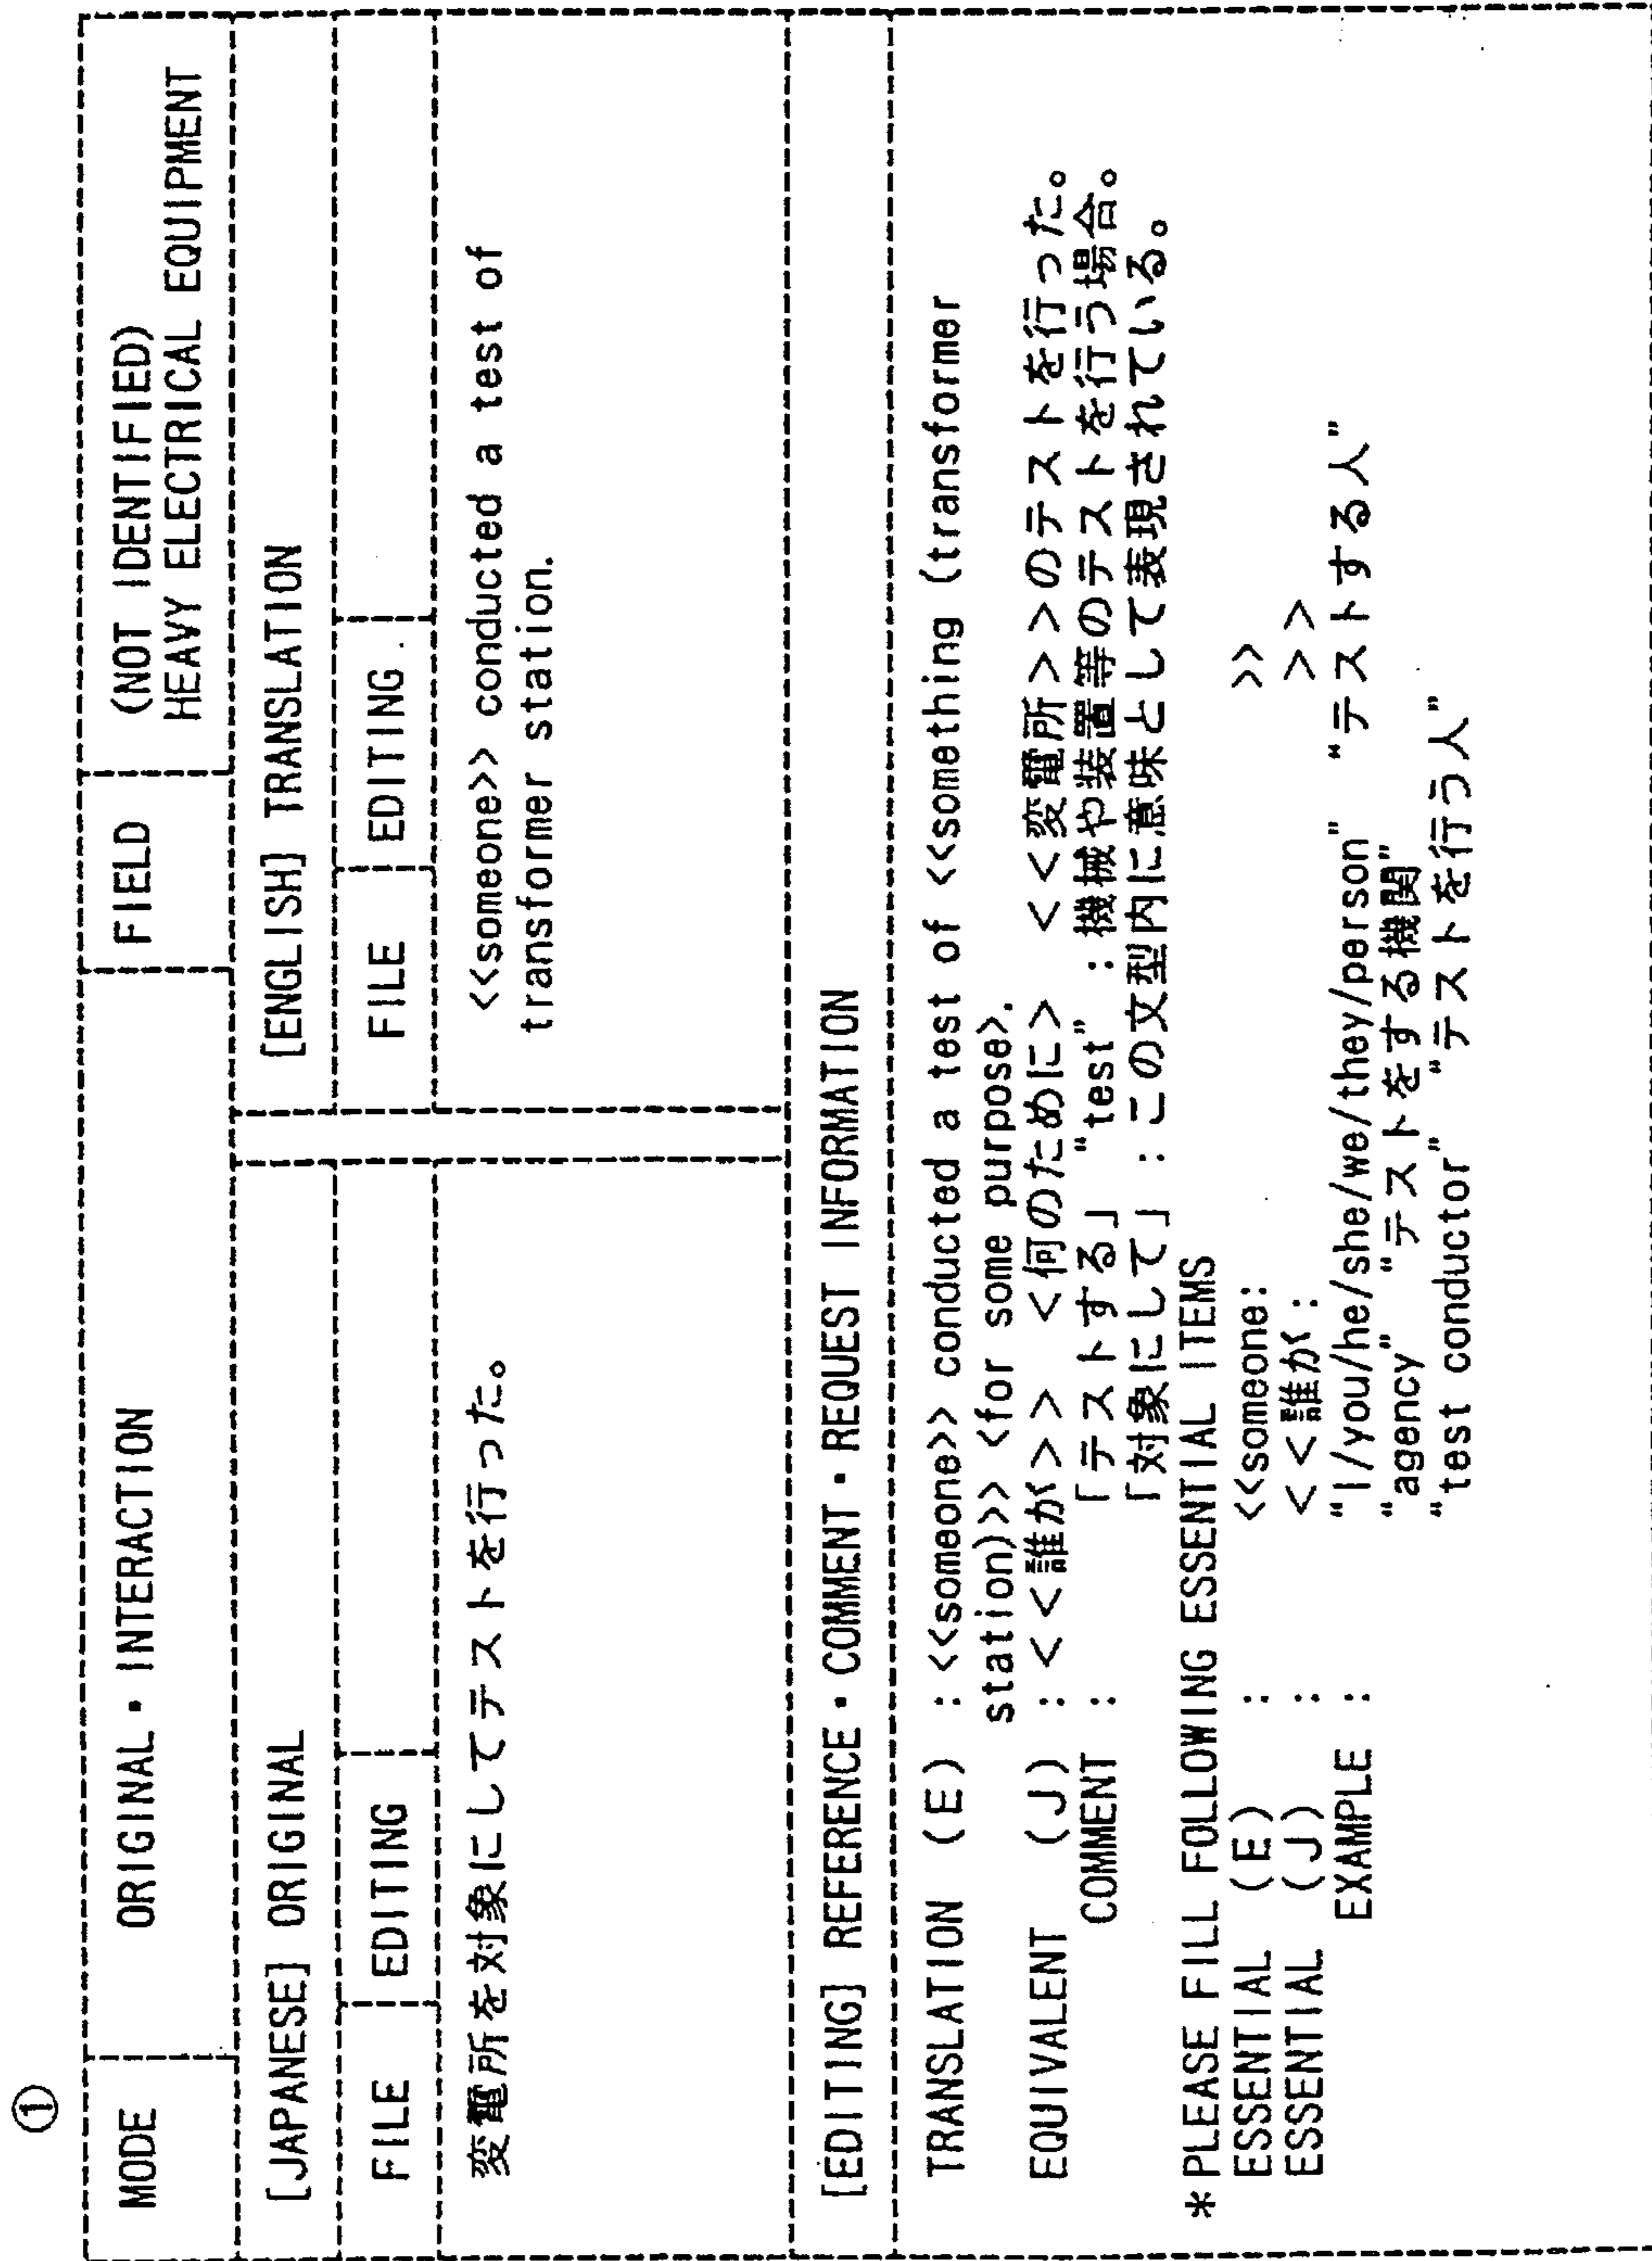 ①
MODE ORIGINAL・INTERACTION FIELD (NOT IDENTIFIED)
HEAVY ELECTRICAL EQUIPMENT
[JAPANESE] ORIGINAL [ENGLISH] TRANSLATION
FILE EDITING FILE EDITING
変電所を対象にしてテストを行った。 <<someone>> conducted a test of
transformer station.
[EDITING] REFERENCE・COMMENT・REQUEST INFORMATION
TRANSLATION (E) : <<someone>> conducted a test of <<something (transformer
station)>> <for some purpose>.
EQUIVALENT (J) : <<誰が>> <何のために> <<変電所>>のテストを行った。
COMMENT : 「テストする」"test" : 機械や装置等のテストを行う場合。
「対象にして」: この文型内に意味として表現されている。
*PLEASE FILL FOLLOWING ESSENTIAL ITEMS
ESSENTIAL (E) : <<someone: >>
ESSENTIAL (J) : <<誰が : >>
EXAMPLE : "I/you/he/she/we/they/person" "テストする人"
"agency" "テストをする機関"
"test conductor" "テストを行う人"